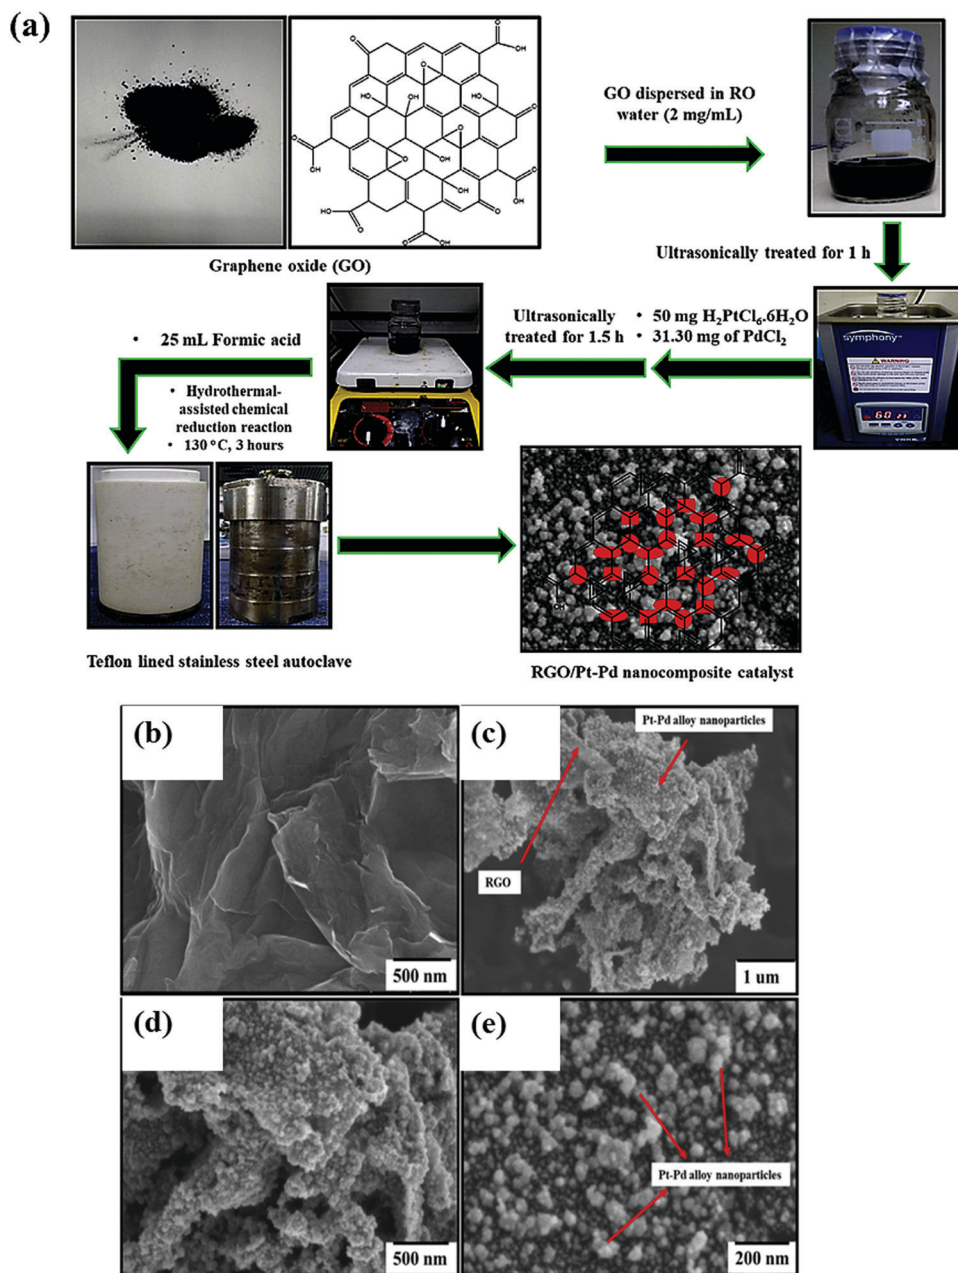 (a)
GO dispersed in RO
water (2 mg/mL)
Graphene oxide (GO)
Ultrasonically treated for 1 h
symphony™
WARNING
60
Ultrasonically
treated for 1.5 h
• 50 mg H₂PtCl₆.6H₂O
• 31.30 mg of PdCl₂
• 25 mL Formic acid
• Hydrothermal-
assisted chemical
reduction reaction
• 130 °C, 3 hours
Teflon lined stainless steel autoclave
RGO/Pt-Pd nanocomposite catalyst
(b)
500 nm
(c)
Pt-Pd alloy nanoparticles
RGO
1 um
(d)
500 nm
(e)
Pt-Pd alloy nanoparticles
200 nm